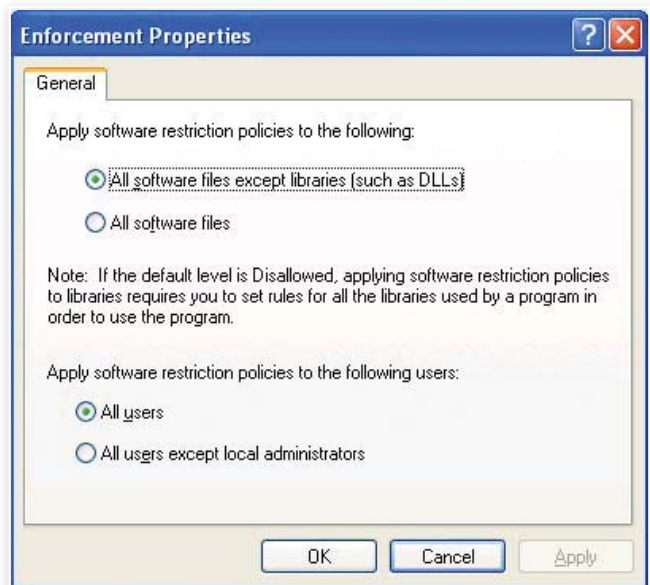 Enforcement Properties
General
Apply software restriction policies to the following:
All software files except libraries (such as DLLs)
All software files
Note: If the default level is Disallowed, applying software restriction policies
to libraries requires you to set rules for all the libraries used by a program in
order to use the program.
Apply software restriction policies to the following users:
All users
All users except local administrators
OK
Cancel
Apply